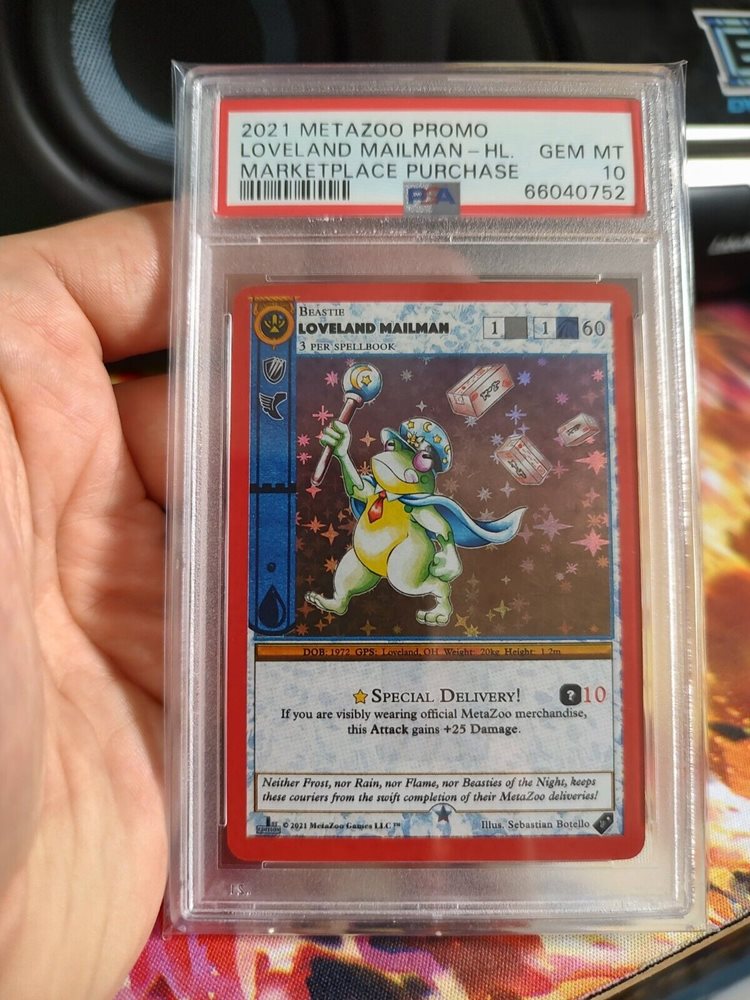 2021 METAZOO PROMO
LOVELAND MAILMAN-HL. GEM MT
MARKETPLACE PURCHASE 10
PSA 66040752
BEASTIE
LOVELAND MAILMAN 1 1 60
3 PER SPELLBOOK
DOB. 1972 GPS: Loveland, OH Weight: 20kg Height: 1.2m
SPECIAL DELIVERY! ? 10
If you are visibly wearing official MetaZoo merchandise,
this Attack gains +25 Damage.
Neither Frost, nor Rain, nor Flame, nor Beasties of the Night, keeps
these couriers from the swift completion of their MetaZoo deliveries!
1ST EDITION © 2021 MetaZoo Games LLC™ Illus. Sebastian Botello